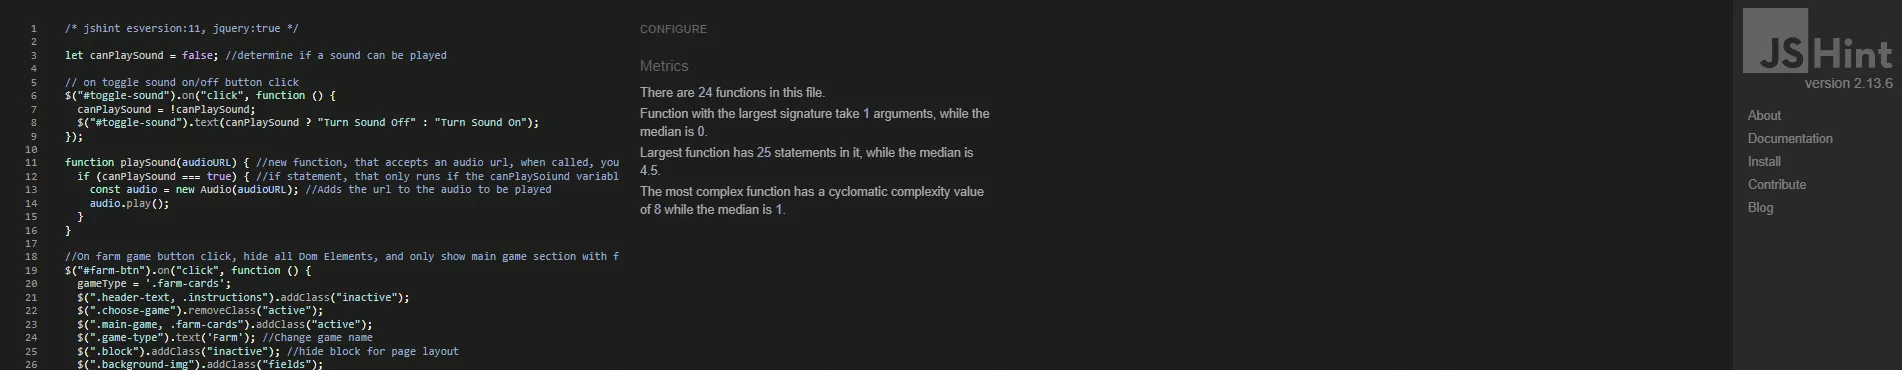 1 /* jshint esversion:11, jquery:true */
2
3 let canPlaySound = false; //determine if a sound can be played
4
5 // on toggle sound on/off button click
6 $("#toggle-sound").on("click", function () {
7 canPlaySound = !canPlaySound;
8 $("#toggle-sound").text(canPlaySound ? "Turn Sound Off" : "Turn Sound On");
9 });
10
11 function playSound(audioURL) { //new function, that accepts an audio url, when called, you
12 if (canPlaySound === true) { //if statement, that only runs if the canPlaySoiund variabl
13 const audio = new Audio(audioURL); //Adds the url to the audio to be played
14 audio.play();
15 }
16 }
17
18 //On farm game button click, hide all Dom Elements, and only show main game section with f
19 $("#farm-btn").on("click", function () {
20 gameType = '.farm-cards';
21 $(".header-text, .instructions").addClass("inactive");
22 $(".choose-game").removeClass("active");
23 $(".main-game, .farm-cards").addClass("active");
24 $(".game-type").text('Farm'); //Change game name
25 $(".block").addClass("inactive"); //hide block for page layout
26 $(".background-img").addClass("fields");
CONFIGURE
Metrics
There are 24 functions in this file.
Function with the largest signature take 1 arguments, while the
median is 0.
Largest function has 25 statements in it, while the median is
4.5.
The most complex function has a cyclomatic complexity value
of 8 while the median is 1.
JSHint
version 2.13.6
About
Documentation
Install
Contribute
Blog